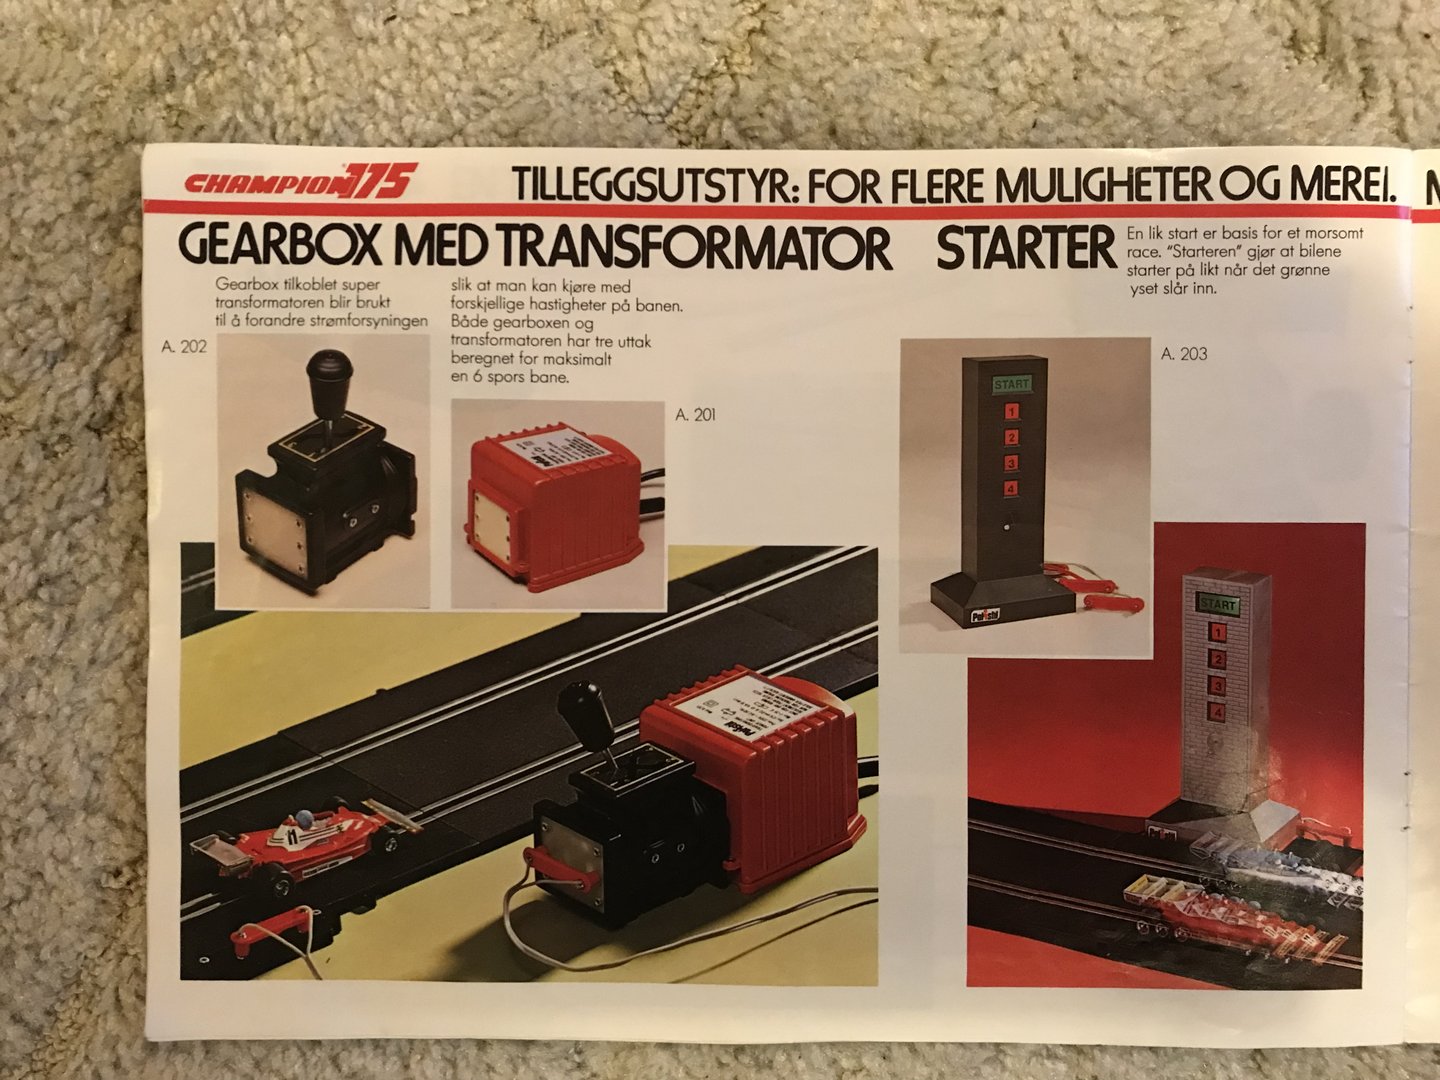 CHAMPION 175
TILLEGGSUTSTYR: FOR FLERE MULIGHETER OG MERE!.
GEARBOX MED TRANSFORMATOR
Gearbox tilkoblet super
transformatoren blir brukt
til å forandre strømforsyningen
slik at man kan kjøre med
forskjellige hastigheter på banen.
Både gearboxen og
transformatoren har tre uttak
beregnet for maksimalt
en 6 spors bane.
A. 202
A. 201
STARTER
En lik start er basis for et morsomt
race. "Starteren" gjør at bilene
starter på likt når det grønne
yset slår inn.
A. 203
START
1
2
3
4
Polistil
START
1
2
3
4
Polistil
Polistil
11